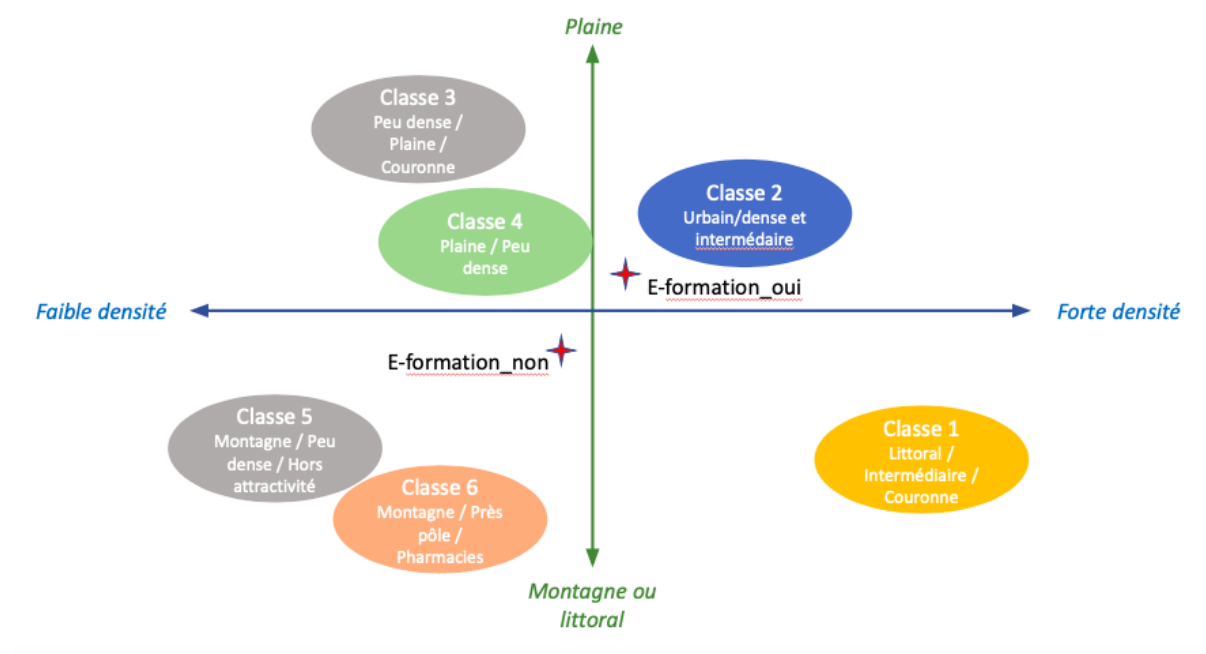 Plaine
Classe 3
Peu dense /
Plaine /
Couronne
Classe 2
Urbain/dense et
intermédaire
Classe 4
Plaine / Peu
dense
E-formation_oui
Faible densité
Forte densité
E-formation_non
Classe 5
Montagne / Peu
dense / Hors
attractivité
Classe 1
Littoral /
Intermédiaire /
Couronne
Classe 6
Montagne / Près
pôle /
Pharmacies
Montagne ou
littoral